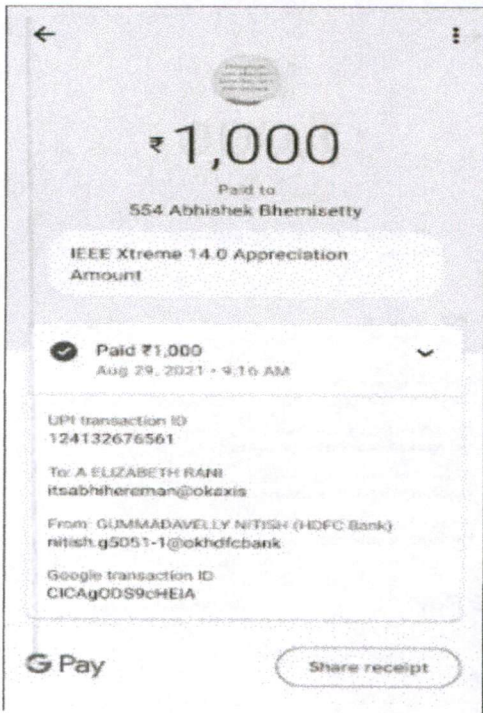 ₹1,000
Paid to
554 Abhishek Bhemisetty
IEEE Xtreme 14.0 Appreciation
Amount
Paid ₹1,000
Aug 29, 2021 • 9:16 AM
UPI transaction ID
124132676561
To: A ELIZABETH RANI
itsabhihereman@okaxis
From: GUMMADAVELLY NITISH (HDFC Bank)
nitish.g5051-1@okhdfcbank
Google transaction ID
CICAgODS9cHEIA
G Pay
Share receipt